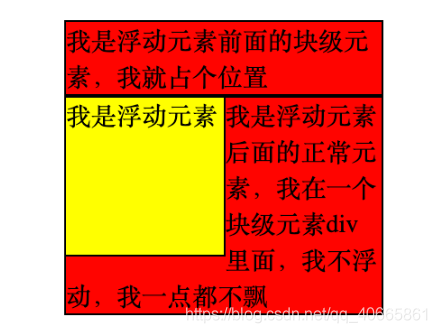 我是浮动元素前面的块级元
素，我就占个位置
我是浮动元素
我是浮动元素
后面的正常元
素，我在一个
块级元素div
里面，我不浮
动，我一点都不飘
https://blog.csdn.net/qq_40665861